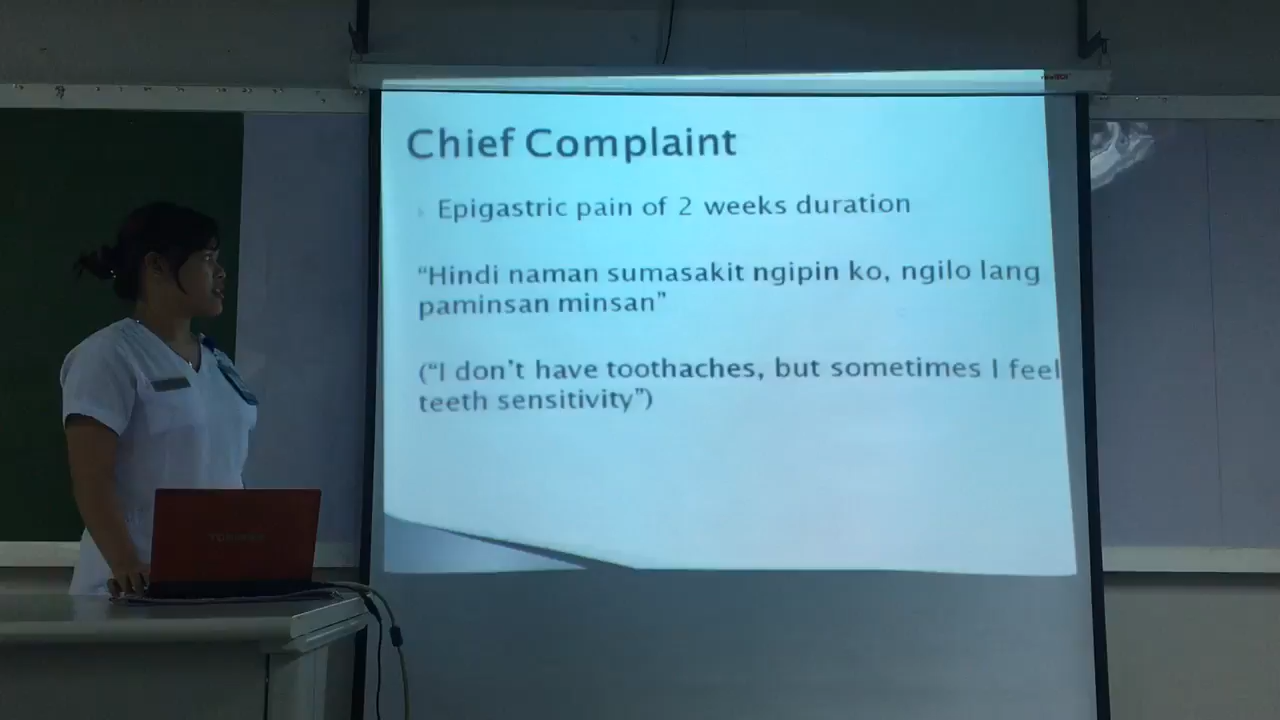 Chief Complaint
Epigastric pain of 2 weeks duration
“Hindi naman sumasakit ngipin ko, ngilo lang
paminsan minsan”
(“I don't have toothaches, but sometimes I feel
teeth sensitivity”)
TOSHIBA